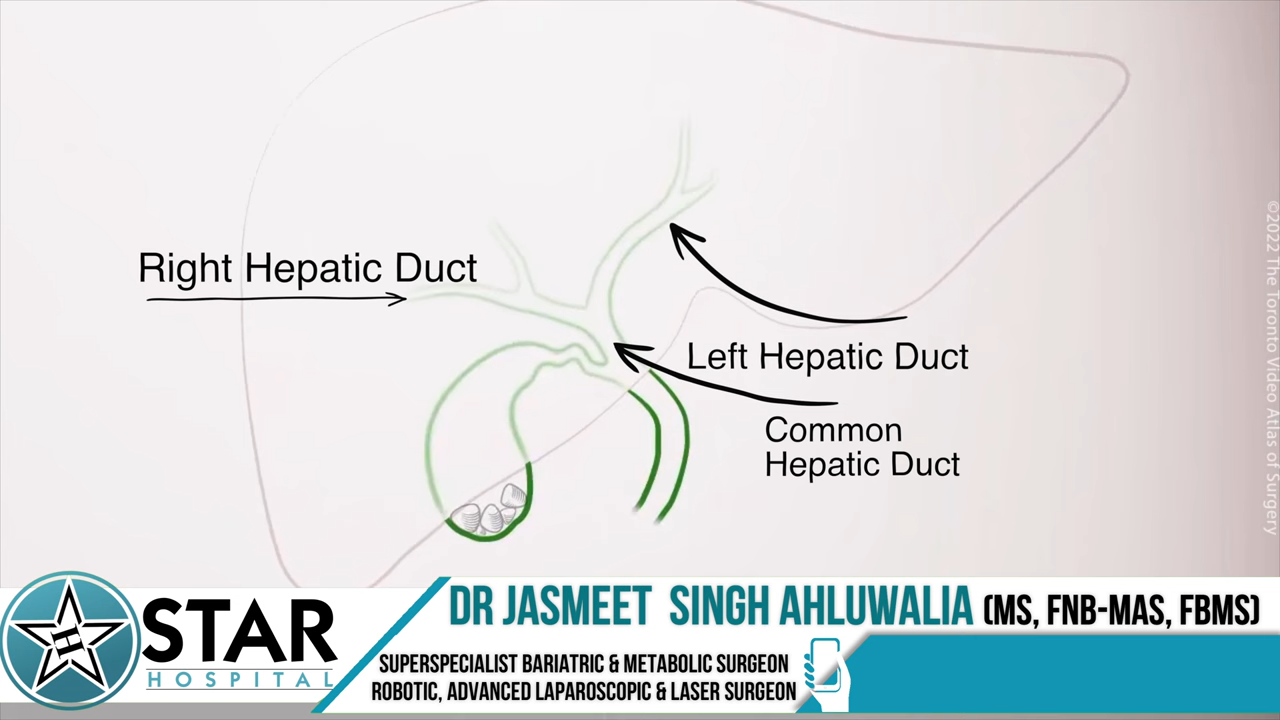 Right Hepatic Duct
Left Hepatic Duct
Common
Hepatic Duct
©2022 The Toronto Video Atlas of Surgery
H
STAR
HOSPITAL
DR JASMEET SINGH AHLUWALIA (MS, FNB-MAS, FBMS)
SUPERSPECIALIST BARIATRIC & METABOLIC SURGEON
ROBOTIC, ADVANCED LAPAROSCOPIC & LASER SURGEON